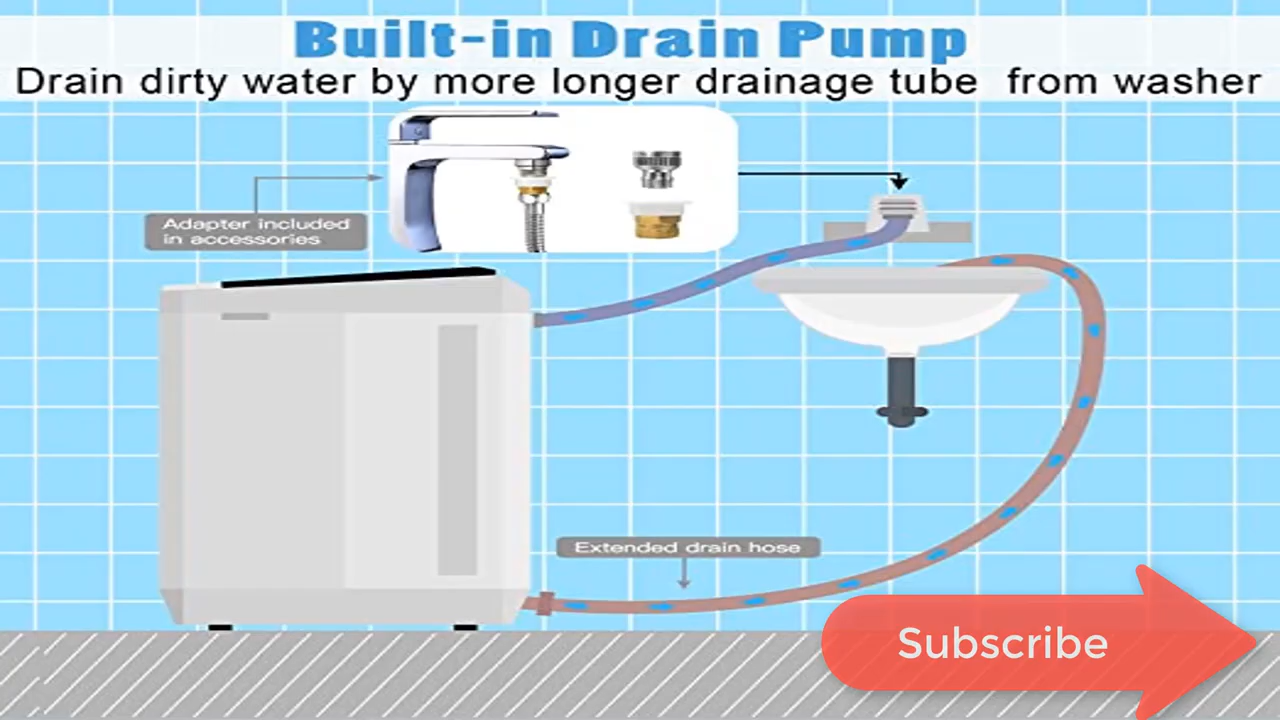 Built-in Drain Pump
Drain dirty water by more longer drainage tube from washer
Adapter included
in accessories
Extended drain hose
Subscribe